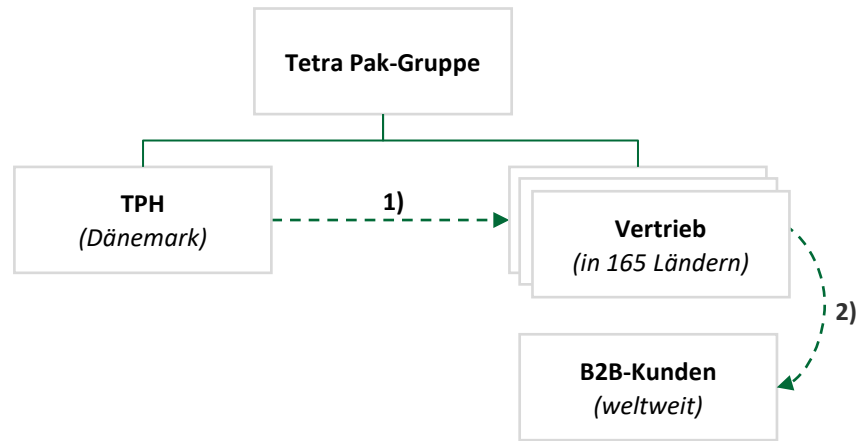 Tetra Pak-Gruppe
TPH
(Dänemark)
1)
Vertrieb
(in 165 Ländern)
2)
B2B-Kunden
(weltweit)